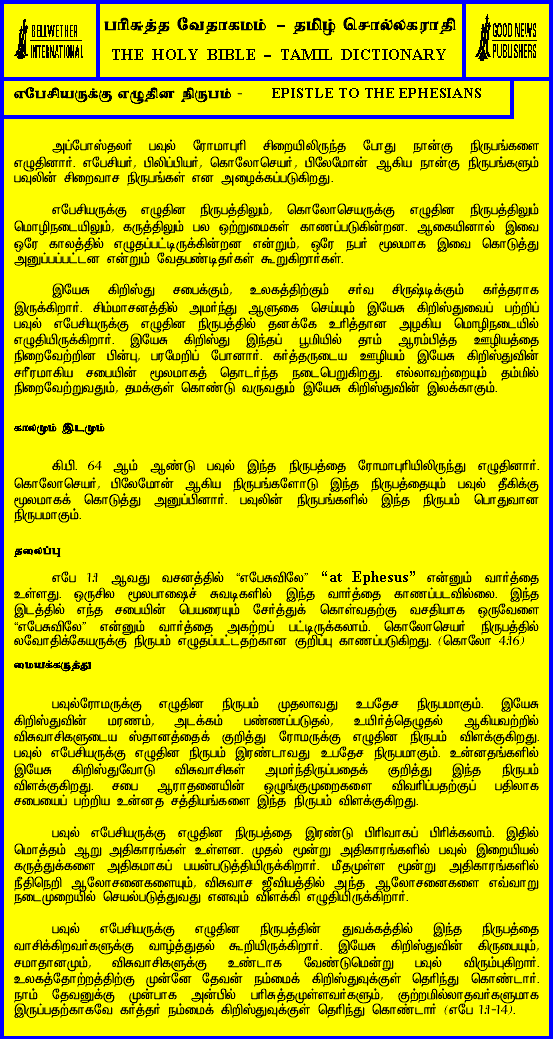 BELLWETHER
INTERNATIONAL
பரிசுத்த வேதாகமம் – தமிழ் சொல்லகராதி
THE HOLY BIBLE – TAMIL DICTIONARY
GOOD NEWS
PUBLISHERS
எபேசியருக்கு எழுதின நிருபம் - EPISTLE TO THE EPHESIANS
அப்போஸ்தலர் பவுல் ரோமாபுரி சிறையிலிருந்த போது நான்கு நிருபங்களை
எழுதினார். எபேசியர், பிலிப்பியர், கொலோசெயர், பிலேமோன் ஆகிய நான்கு நிருபங்களும்
பவுலின் சிறைவாச நிருபங்கள் என அழைக்கப்படுகிறது.
எபேசியருக்கு எழுதின நிருபத்திலும், கொலோசெயருக்கு எழுதின நிருபத்திலும்
மொழிநடையிலும், கருத்திலும் பல ஒற்றுமைகள் காணப்படுகின்றன. ஆகையினால் இவை
ஒரே காலத்தில் எழுதப்பட்டிருக்கின்றன என்றும், ஒரே நபர் மூலமாக இவை கொடுத்து
அனுப்பப்பட்டன என்றும் வேதபண்டிதர்கள் கூறுகிறார்கள்.
இயேசு கிறிஸ்து சபைக்கும், உலகத்திற்கும் சர்வ சிருஷ்டிக்கும் கர்த்தராக
இருக்கிறார். சிம்மாசனத்தில் அமர்ந்து ஆளுகை செய்யும் இயேசு கிறிஸ்துவைப் பற்றிப்
பவுல் எபேசியருக்கு எழுதின நிருபத்தில் தனக்கே உரித்தான அழகிய மொழிநடையில்
எழுதியிருக்கிறார். இயேசு கிறிஸ்து இந்தப் பூமியில் தாம் ஆரம்பித்த ஊழியத்தை
நிறைவேற்றின பின்பு, பரமேறிப் போனார். கர்த்தருடைய ஊழியம் இயேசு கிறிஸ்துவின்
சரீரமாகிய சபையின் மூலமாகத் தொடர்ந்த நடைபெறுகிறது. எல்லாவற்றையும் தம்மில்
நிறைவேற்றுவதும், தமக்குள் கொண்டு வருவதும் இயேசு கிறிஸ்துவின் இலக்காகும்.
காலமும் இடமும்
கி.பி. 64 ஆம் ஆண்டு பவுல் இந்த நிருபத்தை ரோமாபுரியிலிருந்து எழுதினார்.
கொலோசெயர், பிலேமோன் ஆகிய நிருபங்களோடு இந்த நிருபத்தையும் பவுல் தீகிக்கு
மூலமாகக் கொடுத்து அனுப்பினார். பவுலின் நிருபங்களில் இந்த நிருபம் பொதுவான
நிருபமாகும்.
தலைப்பு
எபே 1:1 ஆவது வசனத்தில் “எபேசுவிலே” “at Ephesus” என்னும் வார்த்தை
உள்ளது. ஒருசில மூலபாஷைச் சுவடிகளில் இந்த வார்த்தை காணப்படவில்லை. இந்த
இடத்தில் எந்த சபையின் பெயரையும் சேர்த்துக் கொள்வதற்கு வசதியாக ஒருவேளை
“எபேசுவிலே” என்னும் வார்த்தை அகற்றப் பட்டிருக்கலாம். கொலோசெயர் நிருபத்தில்
லவோதிக்கேயருக்கு நிருபம் எழுதப்பட்டதற்கான குறிப்பு காணப்படுகிறது. (கொலோ 4:16)
மையக்கருத்து
பவுல்ரோமருக்கு எழுதின நிருபம் முதலாவது உபதேச நிருபமாகும். இயேசு
கிறிஸ்துவின் மரணம், அடக்கம் பண்ணப்படுதல், உயிர்த்தெழுதல் ஆகியவற்றில்
விசுவாசிகளுடைய ஸ்தானத்தைக் குறித்து ரோமருக்கு எழுதின நிருபம் விளக்குகிறது.
பவுல் எபேசியருக்கு எழுதின நிருபம் இரண்டாவது உபதேச நிருபமாகும். உன்னதங்களில்
இயேசு கிறிஸ்துவோடு விசுவாசிகள் அமர்ந்திருப்பதைக் குறித்து இந்த நிருபம்
விளக்குகிறது. சபை ஆராதனையின் ஒழுங்குமுறைகளை விவரிப்பதற்குப் பதிலாக
சபையைப் பற்றிய உன்னத சத்தியங்களை இந்த நிருபம் விளக்குகிறது.
பவுல் எபேசியருக்கு எழுதின நிருபத்தை இரண்டு பிரிவாகப் பிரிக்கலாம். இதில்
மொத்தம் ஆறு அதிகாரங்கள் உள்ளன. முதல் மூன்று அதிகாரங்களில் பவுல் இறையியல்
கருத்துக்களை அதிகமாகப் பயன்படுத்தியிருக்கிறார். மீதமுள்ள மூன்று அதிகாரங்களில்
நீதிநெறி ஆலோசனைகளையும், விசுவாச ஜீவியத்தில் அந்த ஆலோசனைகளை எவ்வாறு
நடைமுறையில் செயல்படுத்துவது எனவும் விளக்கி எழுதியிருக்கிறார்.
பவுல் எபேசியருக்கு எழுதின நிருபத்தின் துவக்கத்தில் இந்த நிருபத்தை
வாசிக்கிறவர்களுக்கு வாழ்த்துதல் கூறியிருக்கிறார். இயேசு கிறிஸ்துவின் கிருபையும்,
சமாதானமும், விசுவாசிகளுக்கு உண்டாக வேண்டுமென்று பவுல் விரும்புகிறார்.
உலகத்தோற்றத்திற்கு முன்னே தேவன் நம்மைக் கிறிஸ்துவுக்குள் தெரிந்து கொண்டார்.
நாம் தேவனுக்கு முன்பாக அன்பில் பரிசுத்தமுள்ளவர்களும், குற்றமில்லாதவர்களுமாக
இருப்பதற்காகவே கர்த்தர் நம்மைக் கிறிஸ்துவுக்குள் தெரிந்து கொண்டார் (எபே 1:1-14).